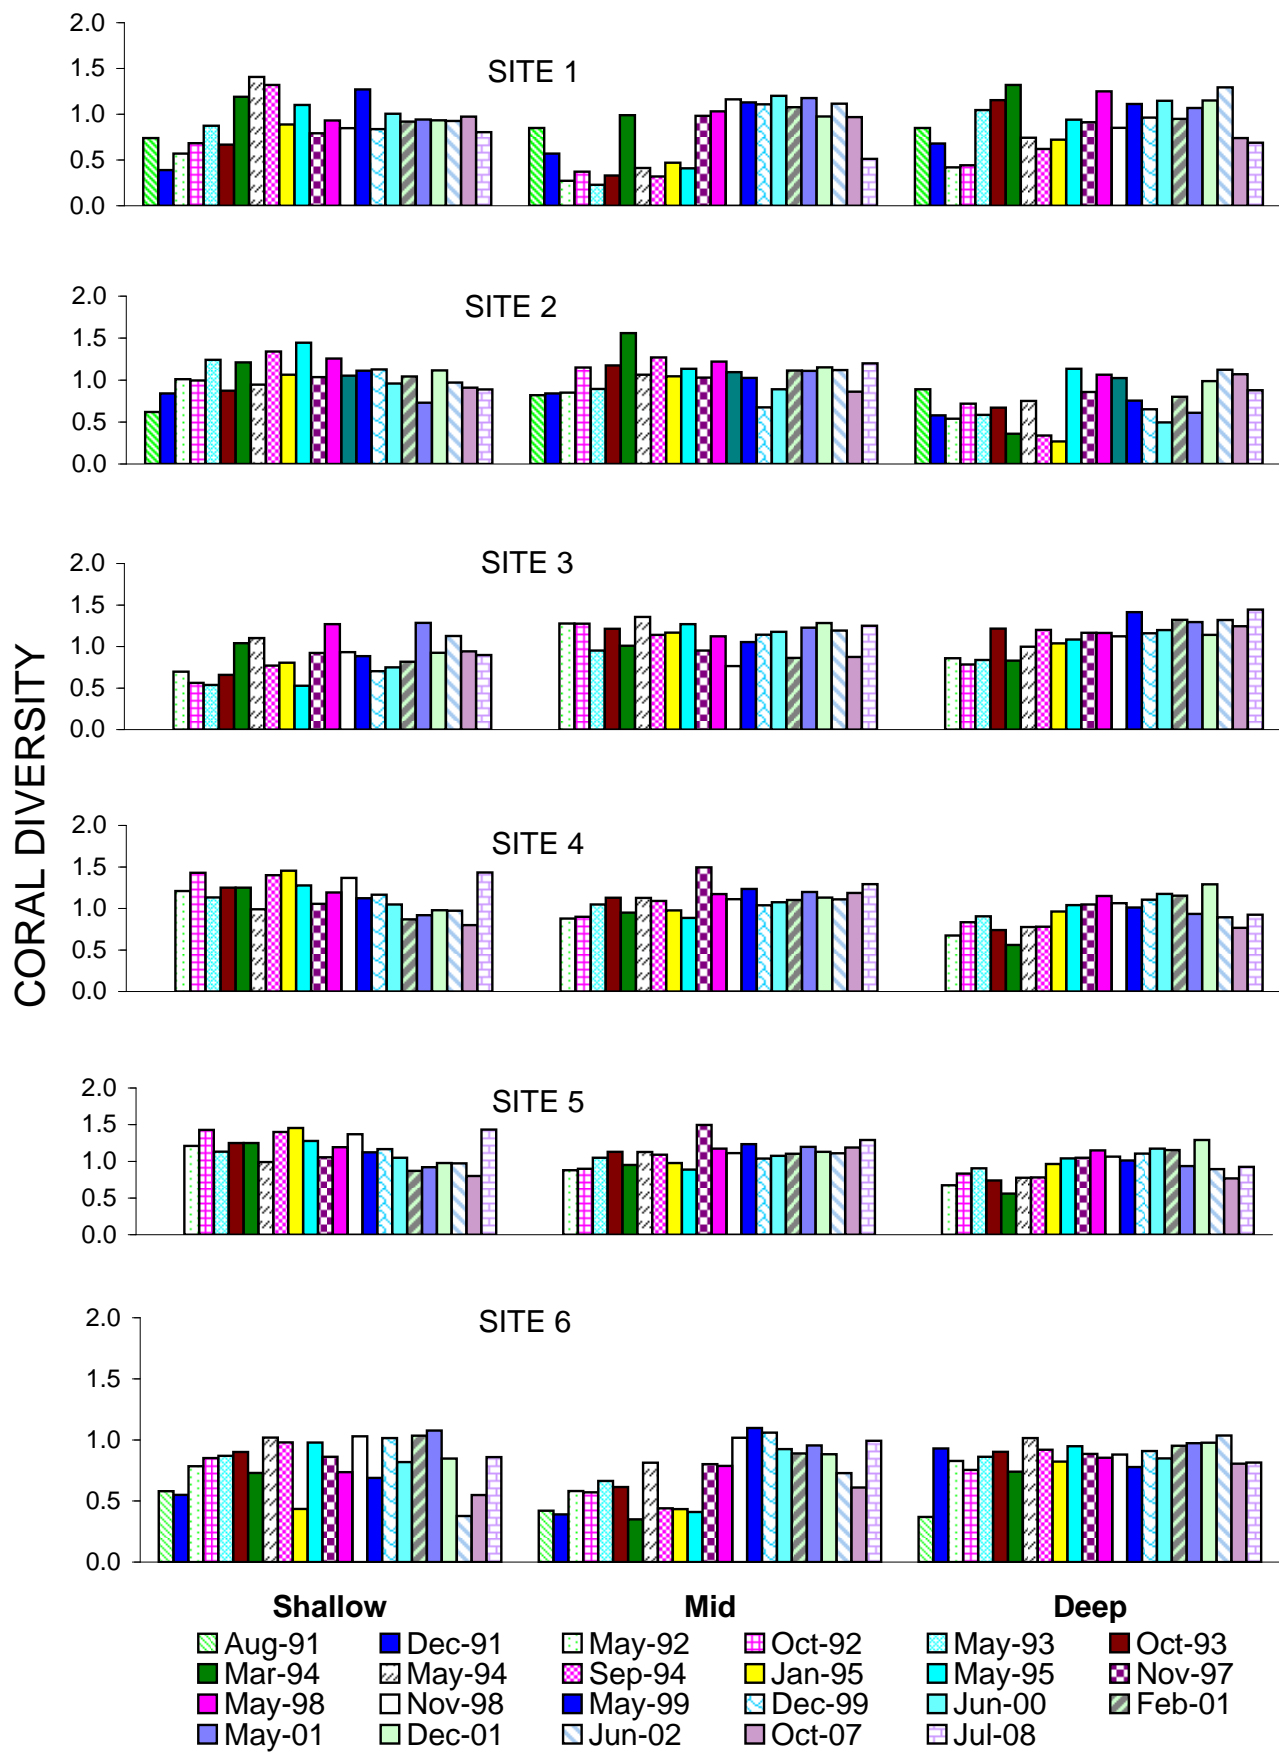 CORAL DIVERSITY
SITE 1
2.0
1.5
1.0
0.5
0.0
SITE 2
2.0
1.5
1.0
0.5
0.0
SITE 3
2.0
1.5
1.0
0.5
0.0
SITE 4
2.0
1.5
1.0
0.5
0.0
SITE 5
2.0
1.5
1.0
0.5
0.0
SITE 6
2.0
1.5
1.0
0.5
0.0
Shallow Mid Deep
Aug-91 Dec-91 May-92 Oct-92 May-93 Oct-93
Mar-94 May-94 Sep-94 Jan-95 May-95 Nov-97
May-98 Nov-98 May-99 Dec-99 Jun-00 Feb-01
May-01 Dec-01 Jun-02 Oct-07 Jul-08